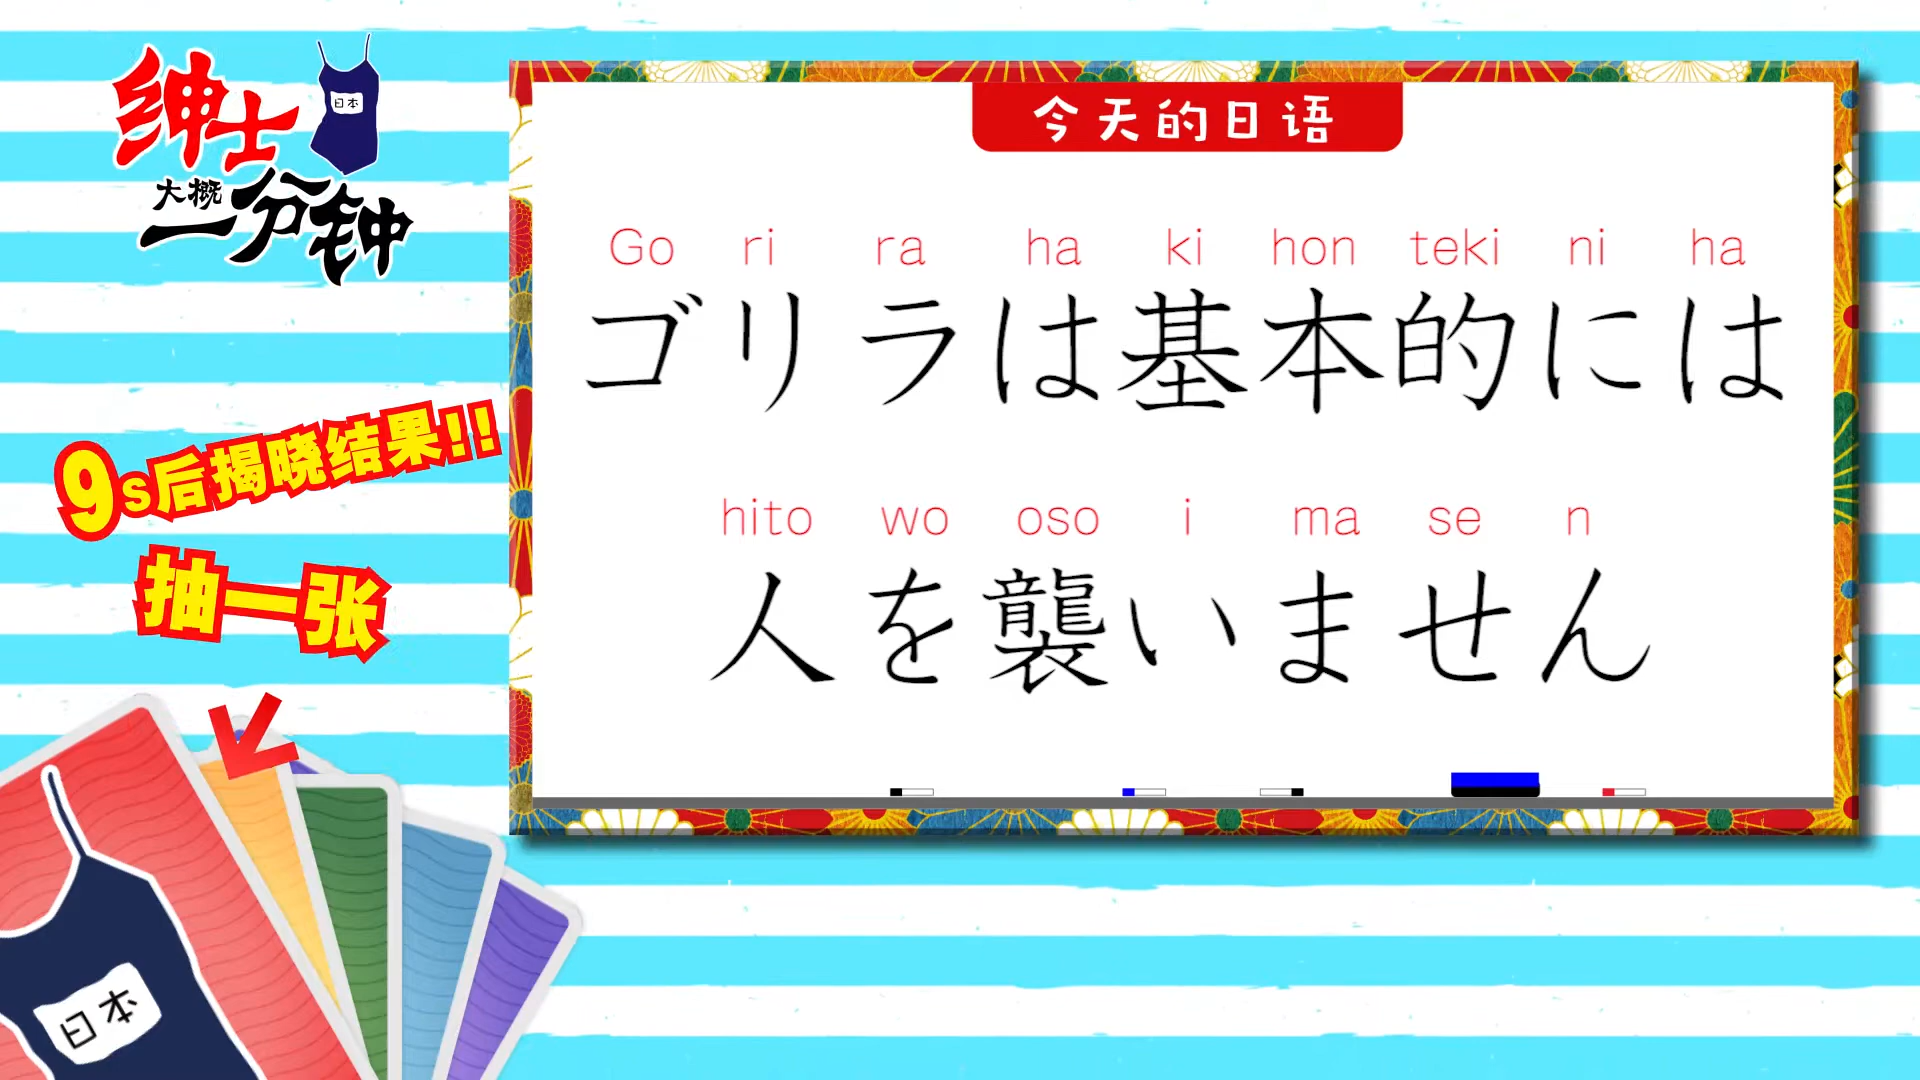 绅士
日本
大概
一分钟
9s后揭晓结果!!
抽一张
日本
今天的日语
Go ri ra ha ki hon teki ni ha
ゴリラは基本的には
hito wo oso i ma se n
人を襲いません